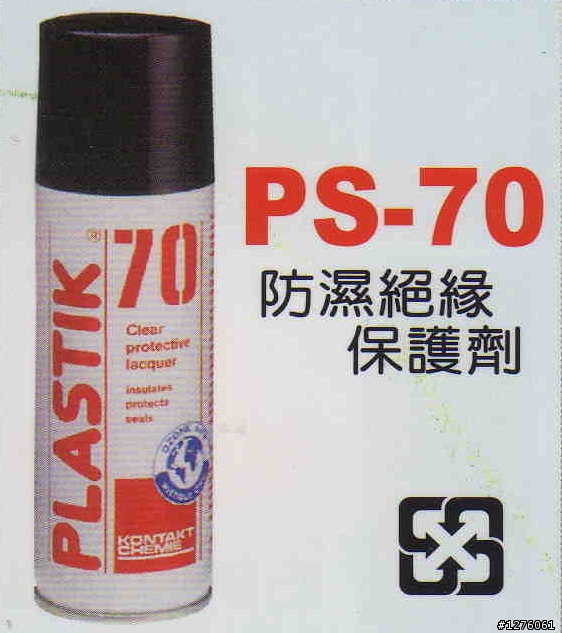 PLASTIK
®
70
Clear
protective
lacquer
insulates
protects
seals
KONTAKT
CHEMIE
PS-70
防濕絕緣
保護劑
#1276061